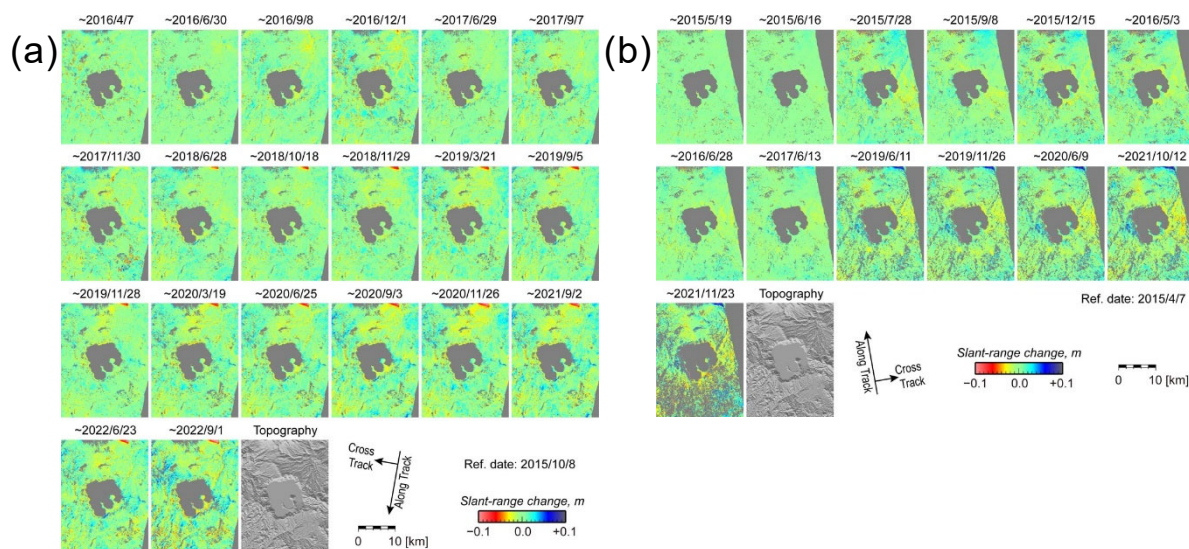 (a)
~2016/4/7 ~2016/6/30 ~2016/9/8 ~2016/12/1 ~2017/6/29 ~2017/9/7
~2017/11/30 ~2018/6/28 ~2018/10/18 ~2018/11/29 ~2019/3/21 ~2019/9/5
~2019/11/28 ~2020/3/19 ~2020/6/25 ~2020/9/3 ~2020/11/26 ~2021/9/2
~2022/6/23 ~2022/9/1 Topography
Cross
Track
Along Track
Ref. date: 2015/10/8
Slant-range change, m
−0.1 0.0 +0.1
0 10 [km]
(b)
~2015/5/19 ~2015/6/16 ~2015/7/28 ~2015/9/8 ~2015/12/15 ~2016/5/3
~2016/6/28 ~2017/6/13 ~2019/6/11 ~2019/11/26 ~2020/6/9 ~2021/10/12
~2021/11/23 Topography
Ref. date: 2015/4/7
Along Track
Cross
Track
Slant-range change, m
−0.1 0.0 +0.1
0 10 [km]